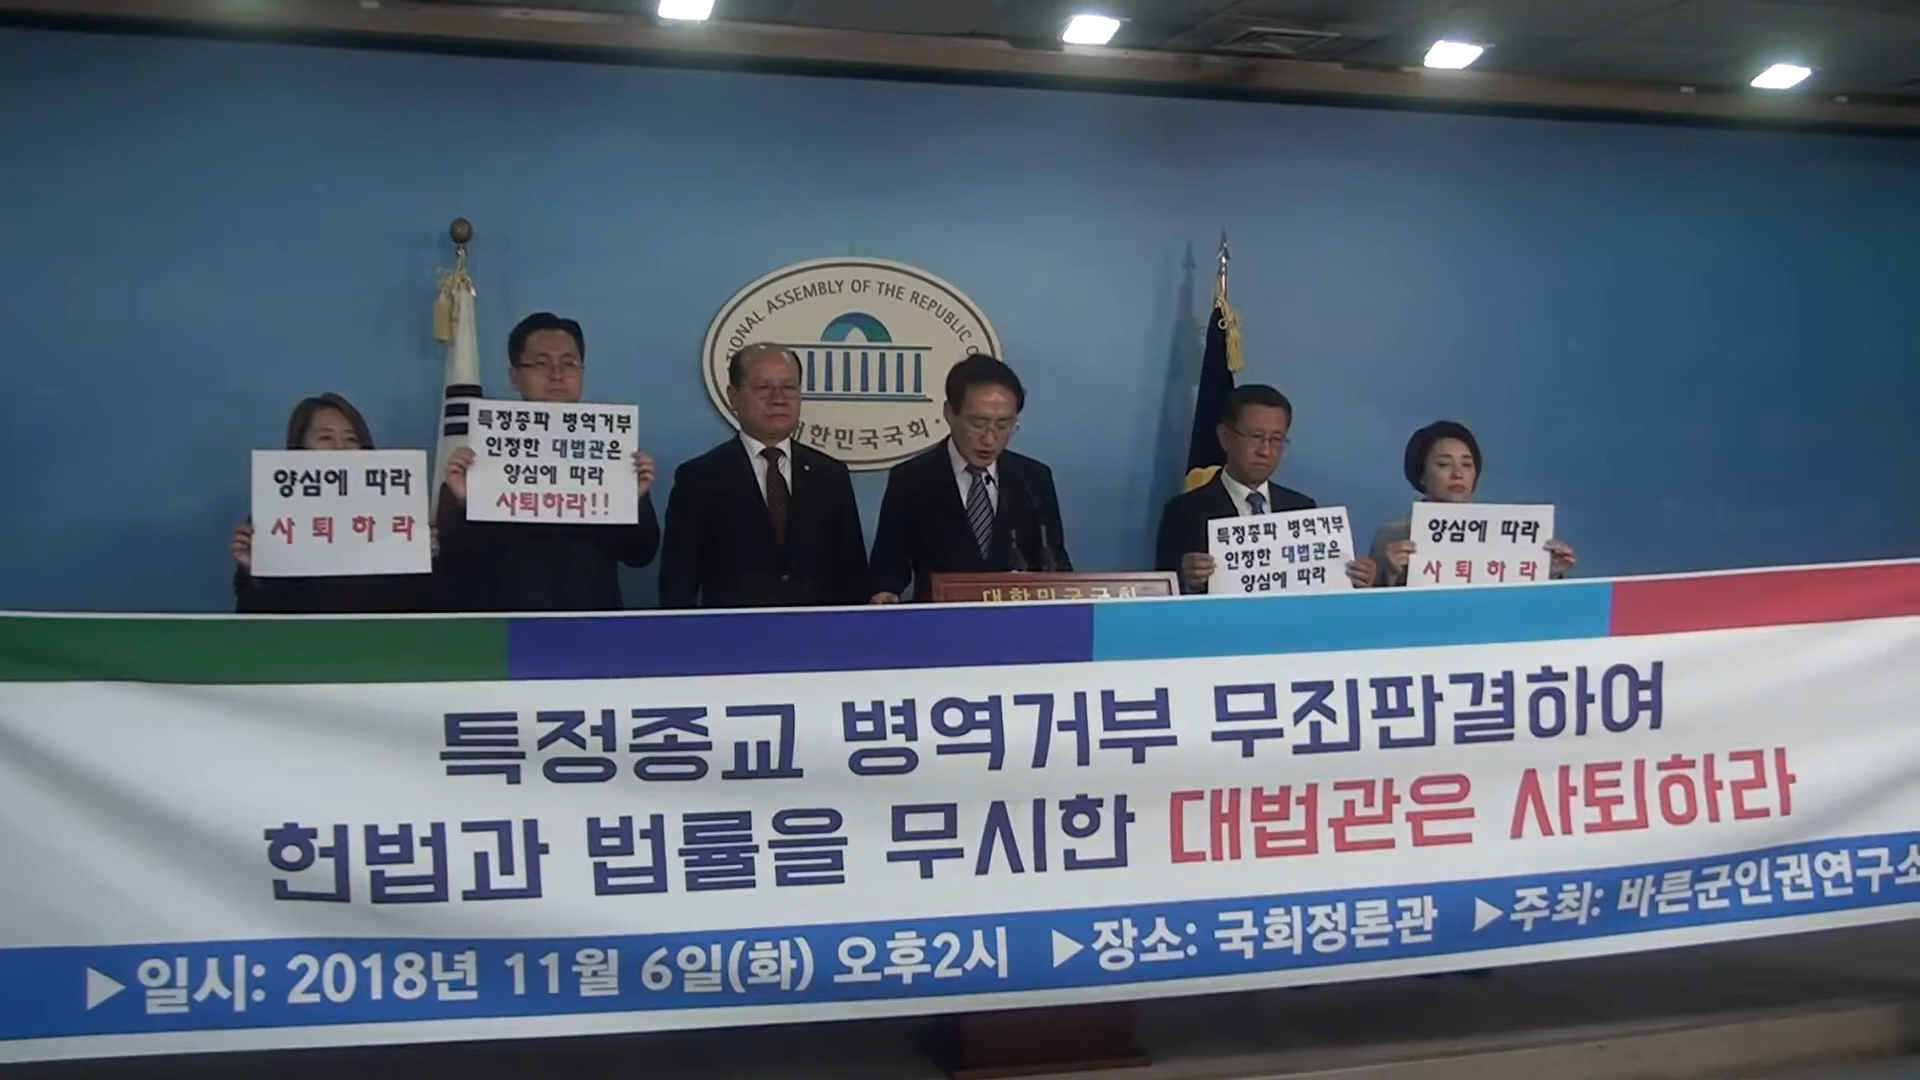 NATIONAL ASSEMBLY OF THE REPUBLIC
대한민국국회
양심에 따라
사퇴하라
특정종파 병역거부
인정한 대법관은
양심에 따라
사퇴하라!!
특정종파 병역거부
인정한 대법관은
양심에 따라
양심에 따라
사퇴하라
대한민국국회
특정종교 병역거부 무죄판결하여
헌법과 법률을 무시한 대법관은 사퇴하라
▶일시: 2018년 11월 6일(화) 오후2시 ▶장소: 국회정론관 ▶주최: 바른군인권연구소